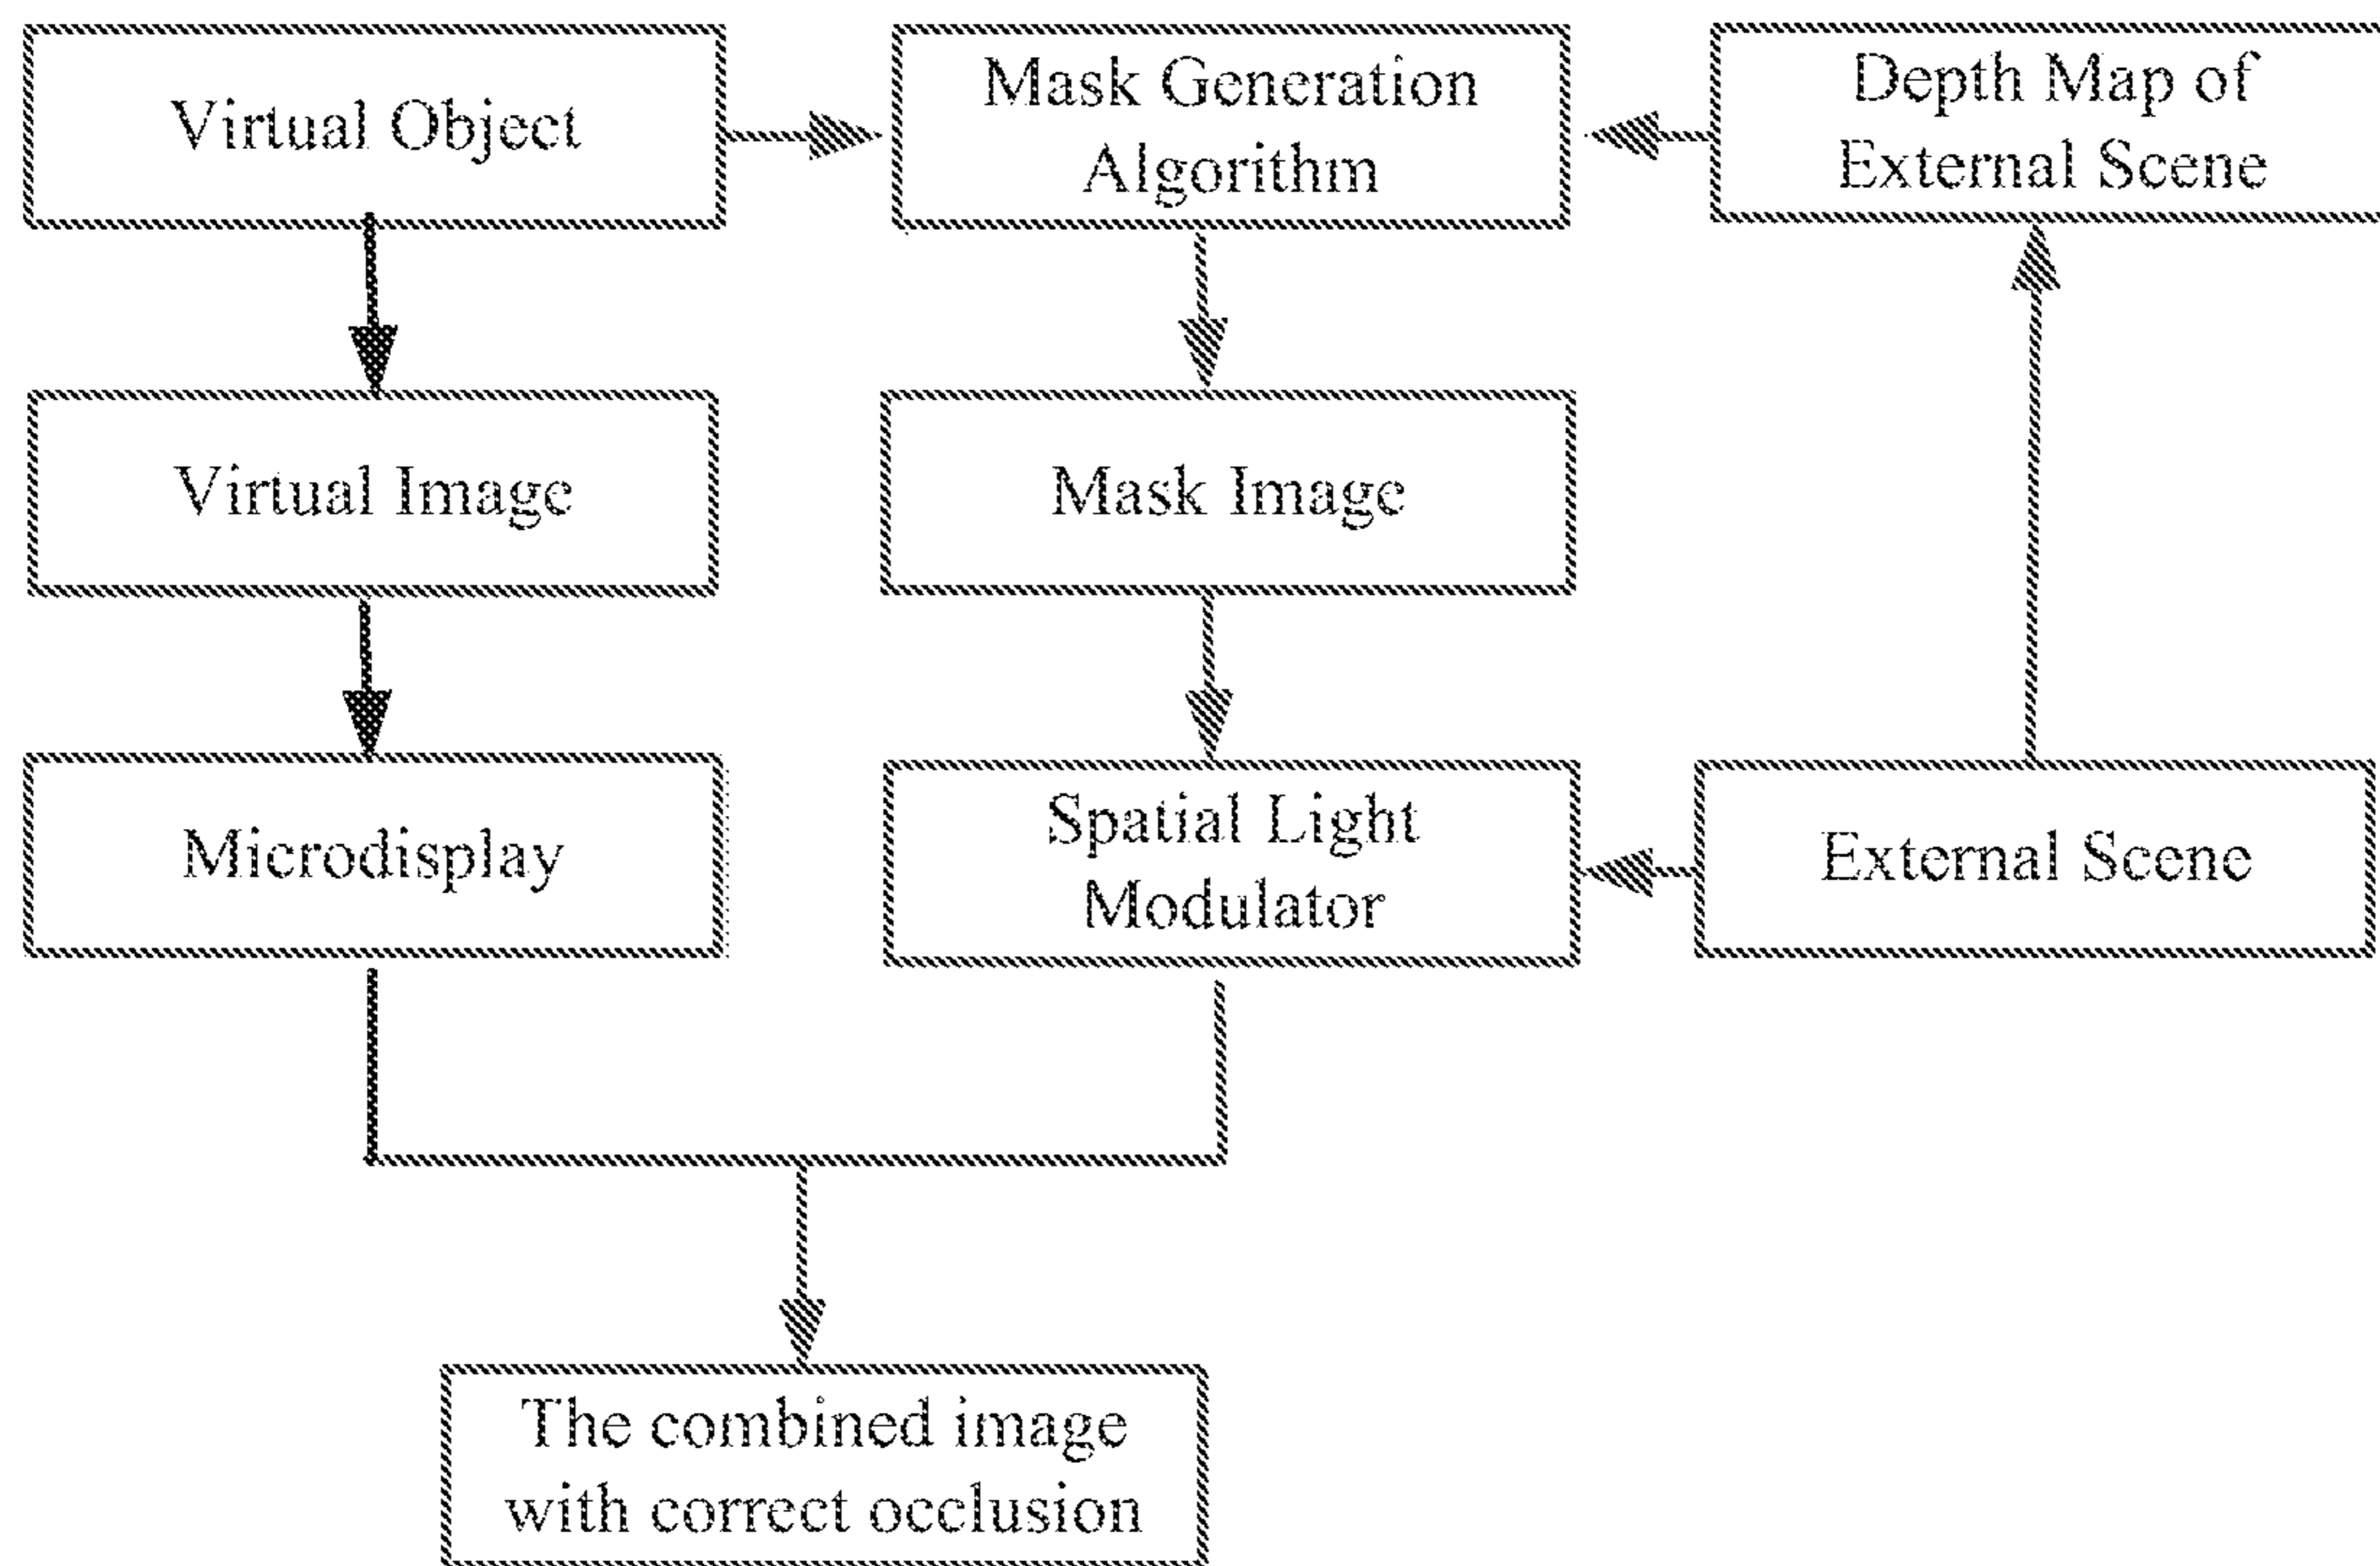 Virtual Object
Mask Generation
Algorithm
Depth Map of
External Scene
Virtual Image
Mask Image
Microdisplay
Spatial Light
Modulator
External Scene
The combined image
with correct occlusion